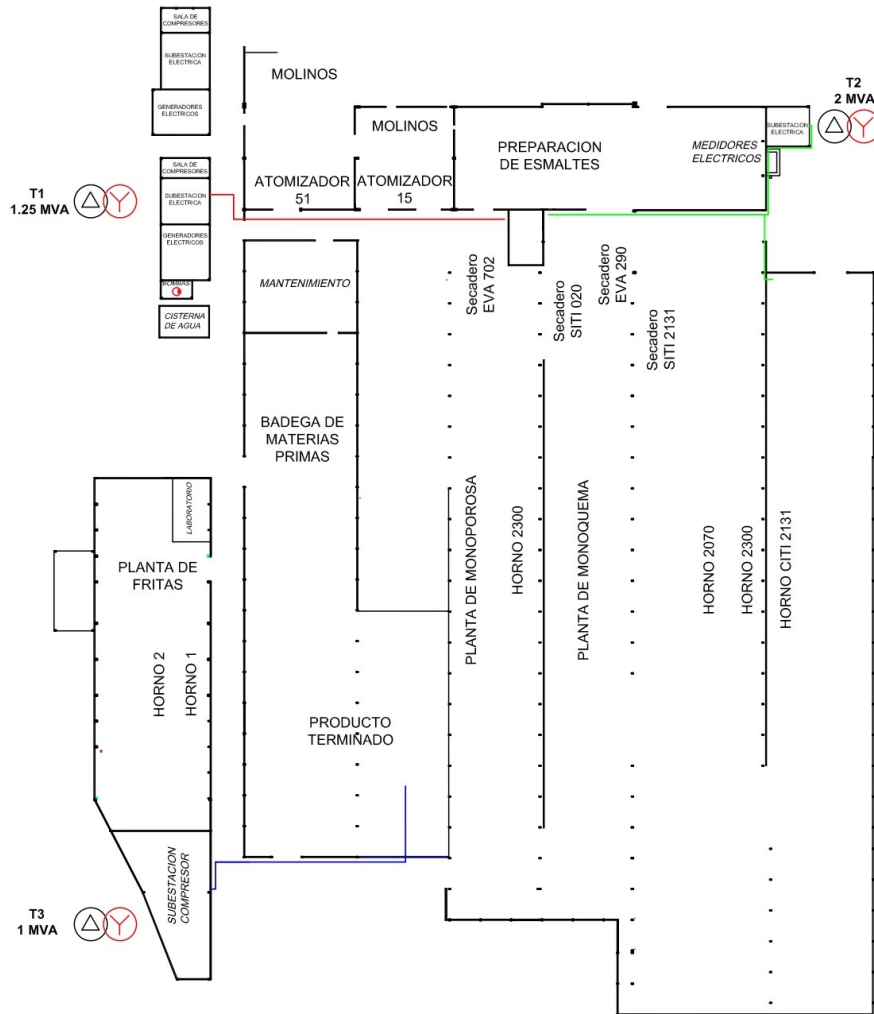 SALA DE
COMPRESORES
SUBESTACION
ELECTRICA
GENERADORES
ELECTRICOS
MOLINOS
MOLINOS
PREPARACION
DE ESMALTES
MEDIDORES
ELECTRICOS
T2
2 MVA
SUBESTACION
ELECTRICA
SALA DE
COMPRESORES
T1
1.25 MVA
SUBESTACION
ELECTRICA
GENERADORES
ELECTRICOS
BOMBAS
CISTERNA
DE AGUA
ATOMIZADOR
51
ATOMIZADOR
15
MANTENIMIENTO
Secadero
EVA 702
Secadero
SITI 020
Secadero
EVA 290
Secadero
SITI 2131
BADEGA DE
MATERIAS
PRIMAS
LABORATORIO
PLANTA DE
FRITAS
HORNO 2
HORNO 1
PLANTA DE MONOPOROSA
HORNO 2300
PLANTA DE MONOQUEMA
HORNO 2070
HORNO 2300
HORNO CITI 2131
PRODUCTO
TERMINADO
SUBESTACION
COMPRESOR
T3
1 MVA